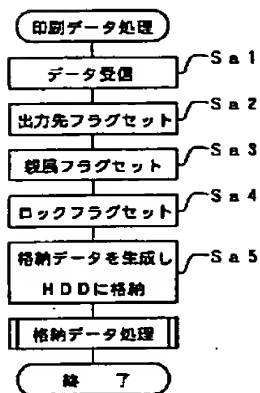 印刷データ処理
データ受信
Sa1
出力先フラグセット
Sa2
親展フラグセット
Sa3
ロックフラグセット
Sa4
格納データを生成し
HDDに格納
Sa5
格納データ処理
終 了